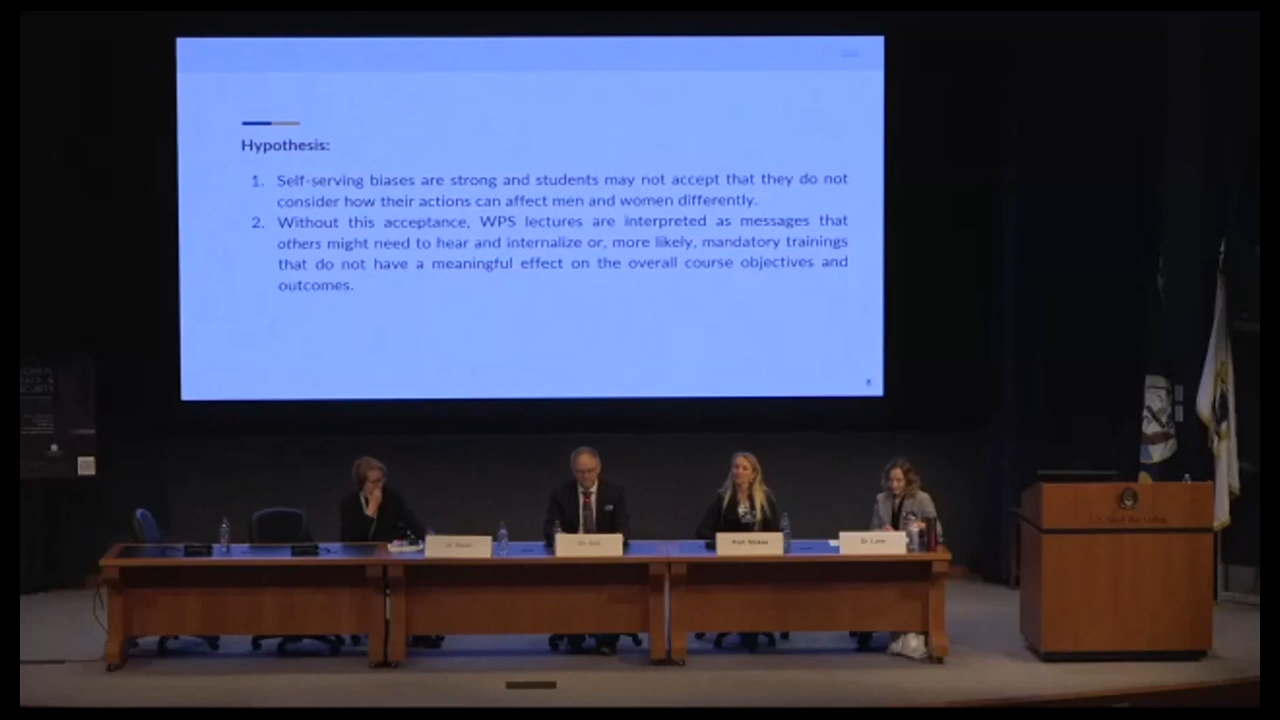 Hypothesis:
1. Self-serving biases are strong and students may not accept that they do not
consider how their actions can affect men and women differently.
2. Without this acceptance, WPS lectures are interpreted as messages that
others might need to hear and internalize or, more likely, mandatory trainings
that do not have a meaningful effect on the overall course objectives and
outcomes.
8
Prof. Stokes
Dr. Lane